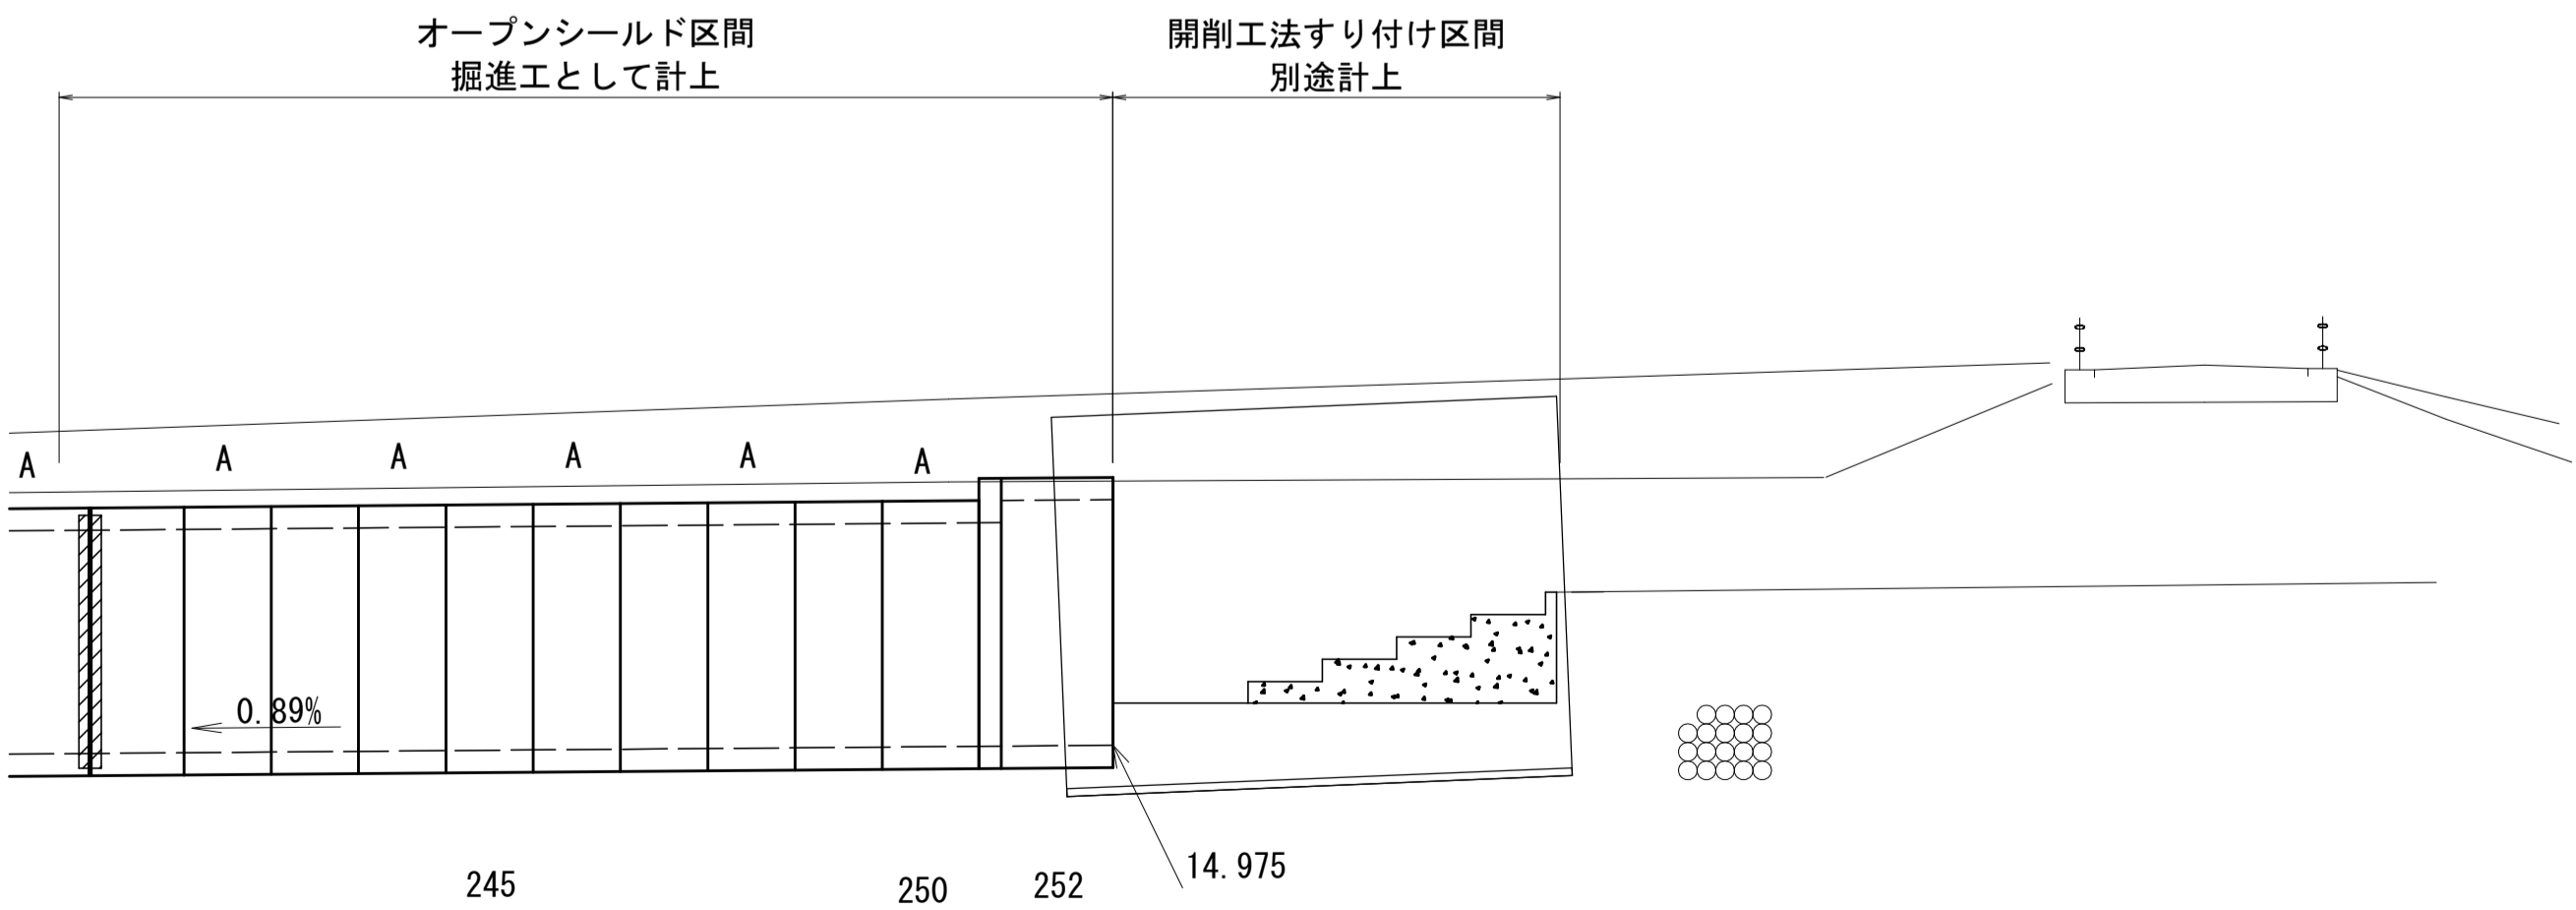 オープンシールド区間
掘進工として計上
開削工法すり付け区間
別途計上
A
A
A
A
A
A
0.89%
14.975
245
250
252